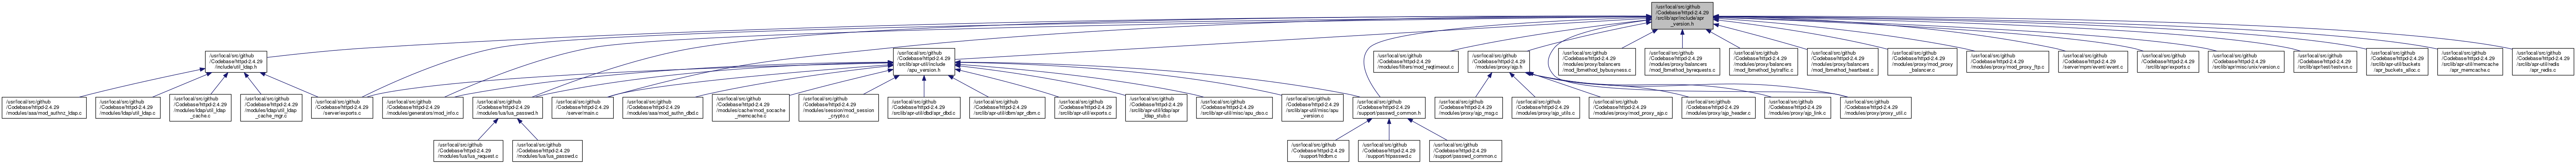 /usr/local/src/github
/Codebase/httpd-2.4.29
/srclib/apr/include/apr
_version.h
/usr/local/src/github
/Codebase/httpd-2.4.29
/include/util_ldap.h
/usr/local/src/github
/Codebase/httpd-2.4.29
/srclib/apr-util/include
/apu_version.h
/usr/local/src/github
/Codebase/httpd-2.4.29
/modules/filters/mod_reqtimeout.c
/usr/local/src/github
/Codebase/httpd-2.4.29
/modules/proxy/ajp.h
/usr/local/src/github
/Codebase/httpd-2.4.29
/modules/proxy/balancers
/mod_lbmethod_bybusyness.c
/usr/local/src/github
/Codebase/httpd-2.4.29
/modules/proxy/balancers
/mod_lbmethod_byrequests.c
/usr/local/src/github
/Codebase/httpd-2.4.29
/modules/proxy/balancers
/mod_lbmethod_bytraffic.c
/usr/local/src/github
/Codebase/httpd-2.4.29
/modules/proxy/balancers
/mod_lbmethod_heartbeat.c
/usr/local/src/github
/Codebase/httpd-2.4.29
/modules/proxy/mod_proxy
_balancer.c
/usr/local/src/github
/Codebase/httpd-2.4.29
/modules/proxy/mod_proxy_ftp.c
/usr/local/src/github
/Codebase/httpd-2.4.29
/server/mpm/event/event.c
/usr/local/src/github
/Codebase/httpd-2.4.29
/srclib/apr/exports.c
/usr/local/src/github
/Codebase/httpd-2.4.29
/srclib/apr/misc/unix/version.c
/usr/local/src/github
/Codebase/httpd-2.4.29
/srclib/apr/test/testlvsn.c
/usr/local/src/github
/Codebase/httpd-2.4.29
/srclib/apr-util/buckets
/apr_buckets_alloc.c
/usr/local/src/github
/Codebase/httpd-2.4.29
/srclib/apr-util/memcache
/apr_memcache.c
/usr/local/src/github
/Codebase/httpd-2.4.29
/srclib/apr-util/redis
/apr_redis.c
/usr/local/src/github
/Codebase/httpd-2.4.29
/modules/aaa/mod_authnz_ldap.c
/usr/local/src/github
/Codebase/httpd-2.4.29
/modules/ldap/util_ldap.c
/usr/local/src/github
/Codebase/httpd-2.4.29
/modules/ldap/util_ldap
_cache.c
/usr/local/src/github
/Codebase/httpd-2.4.29
/modules/ldap/util_ldap
_cache_mgr.c
/usr/local/src/github
/Codebase/httpd-2.4.29
/server/exports.c
/usr/local/src/github
/Codebase/httpd-2.4.29
/modules/generators/mod_info.c
/usr/local/src/github
/Codebase/httpd-2.4.29
/modules/lua/lua_passwd.h
/usr/local/src/github
/Codebase/httpd-2.4.29
/server/main.c
/usr/local/src/github
/Codebase/httpd-2.4.29
/modules/aaa/mod_authn_dbd.c
/usr/local/src/github
/Codebase/httpd-2.4.29
/modules/cache/mod_socache
_memcache.c
/usr/local/src/github
/Codebase/httpd-2.4.29
/modules/session/mod_session
_crypto.c
/usr/local/src/github
/Codebase/httpd-2.4.29
/srclib/apr-util/dbd/apr_dbd.c
/usr/local/src/github
/Codebase/httpd-2.4.29
/srclib/apr-util/dbm/apr_dbm.c
/usr/local/src/github
/Codebase/httpd-2.4.29
/srclib/apr-util/exports.c
/usr/local/src/github
/Codebase/httpd-2.4.29
/srclib/apr-util/ldap/apr
_ldap_stub.c
/usr/local/src/github
/Codebase/httpd-2.4.29
/srclib/apr-util/misc/apu_dso.c
/usr/local/src/github
/Codebase/httpd-2.4.29
/srclib/apr-util/misc/apu
_version.c
/usr/local/src/github
/Codebase/httpd-2.4.29
/support/passwd_common.h
/usr/local/src/github
/Codebase/httpd-2.4.29
/modules/proxy/ajp_msg.c
/usr/local/src/github
/Codebase/httpd-2.4.29
/modules/proxy/ajp_utils.c
/usr/local/src/github
/Codebase/httpd-2.4.29
/modules/proxy/mod_proxy_ajp.c
/usr/local/src/github
/Codebase/httpd-2.4.29
/modules/proxy/ajp_header.c
/usr/local/src/github
/Codebase/httpd-2.4.29
/modules/proxy/ajp_link.c
/usr/local/src/github
/Codebase/httpd-2.4.29
/modules/proxy/proxy_util.c
/usr/local/src/github
/Codebase/httpd-2.4.29
/modules/lua/lua_request.c
/usr/local/src/github
/Codebase/httpd-2.4.29
/modules/lua/lua_passwd.c
/usr/local/src/github
/Codebase/httpd-2.4.29
/support/htdbm.c
/usr/local/src/github
/Codebase/httpd-2.4.29
/support/htpasswd.c
/usr/local/src/github
/Codebase/httpd-2.4.29
/support/passwd_common.c